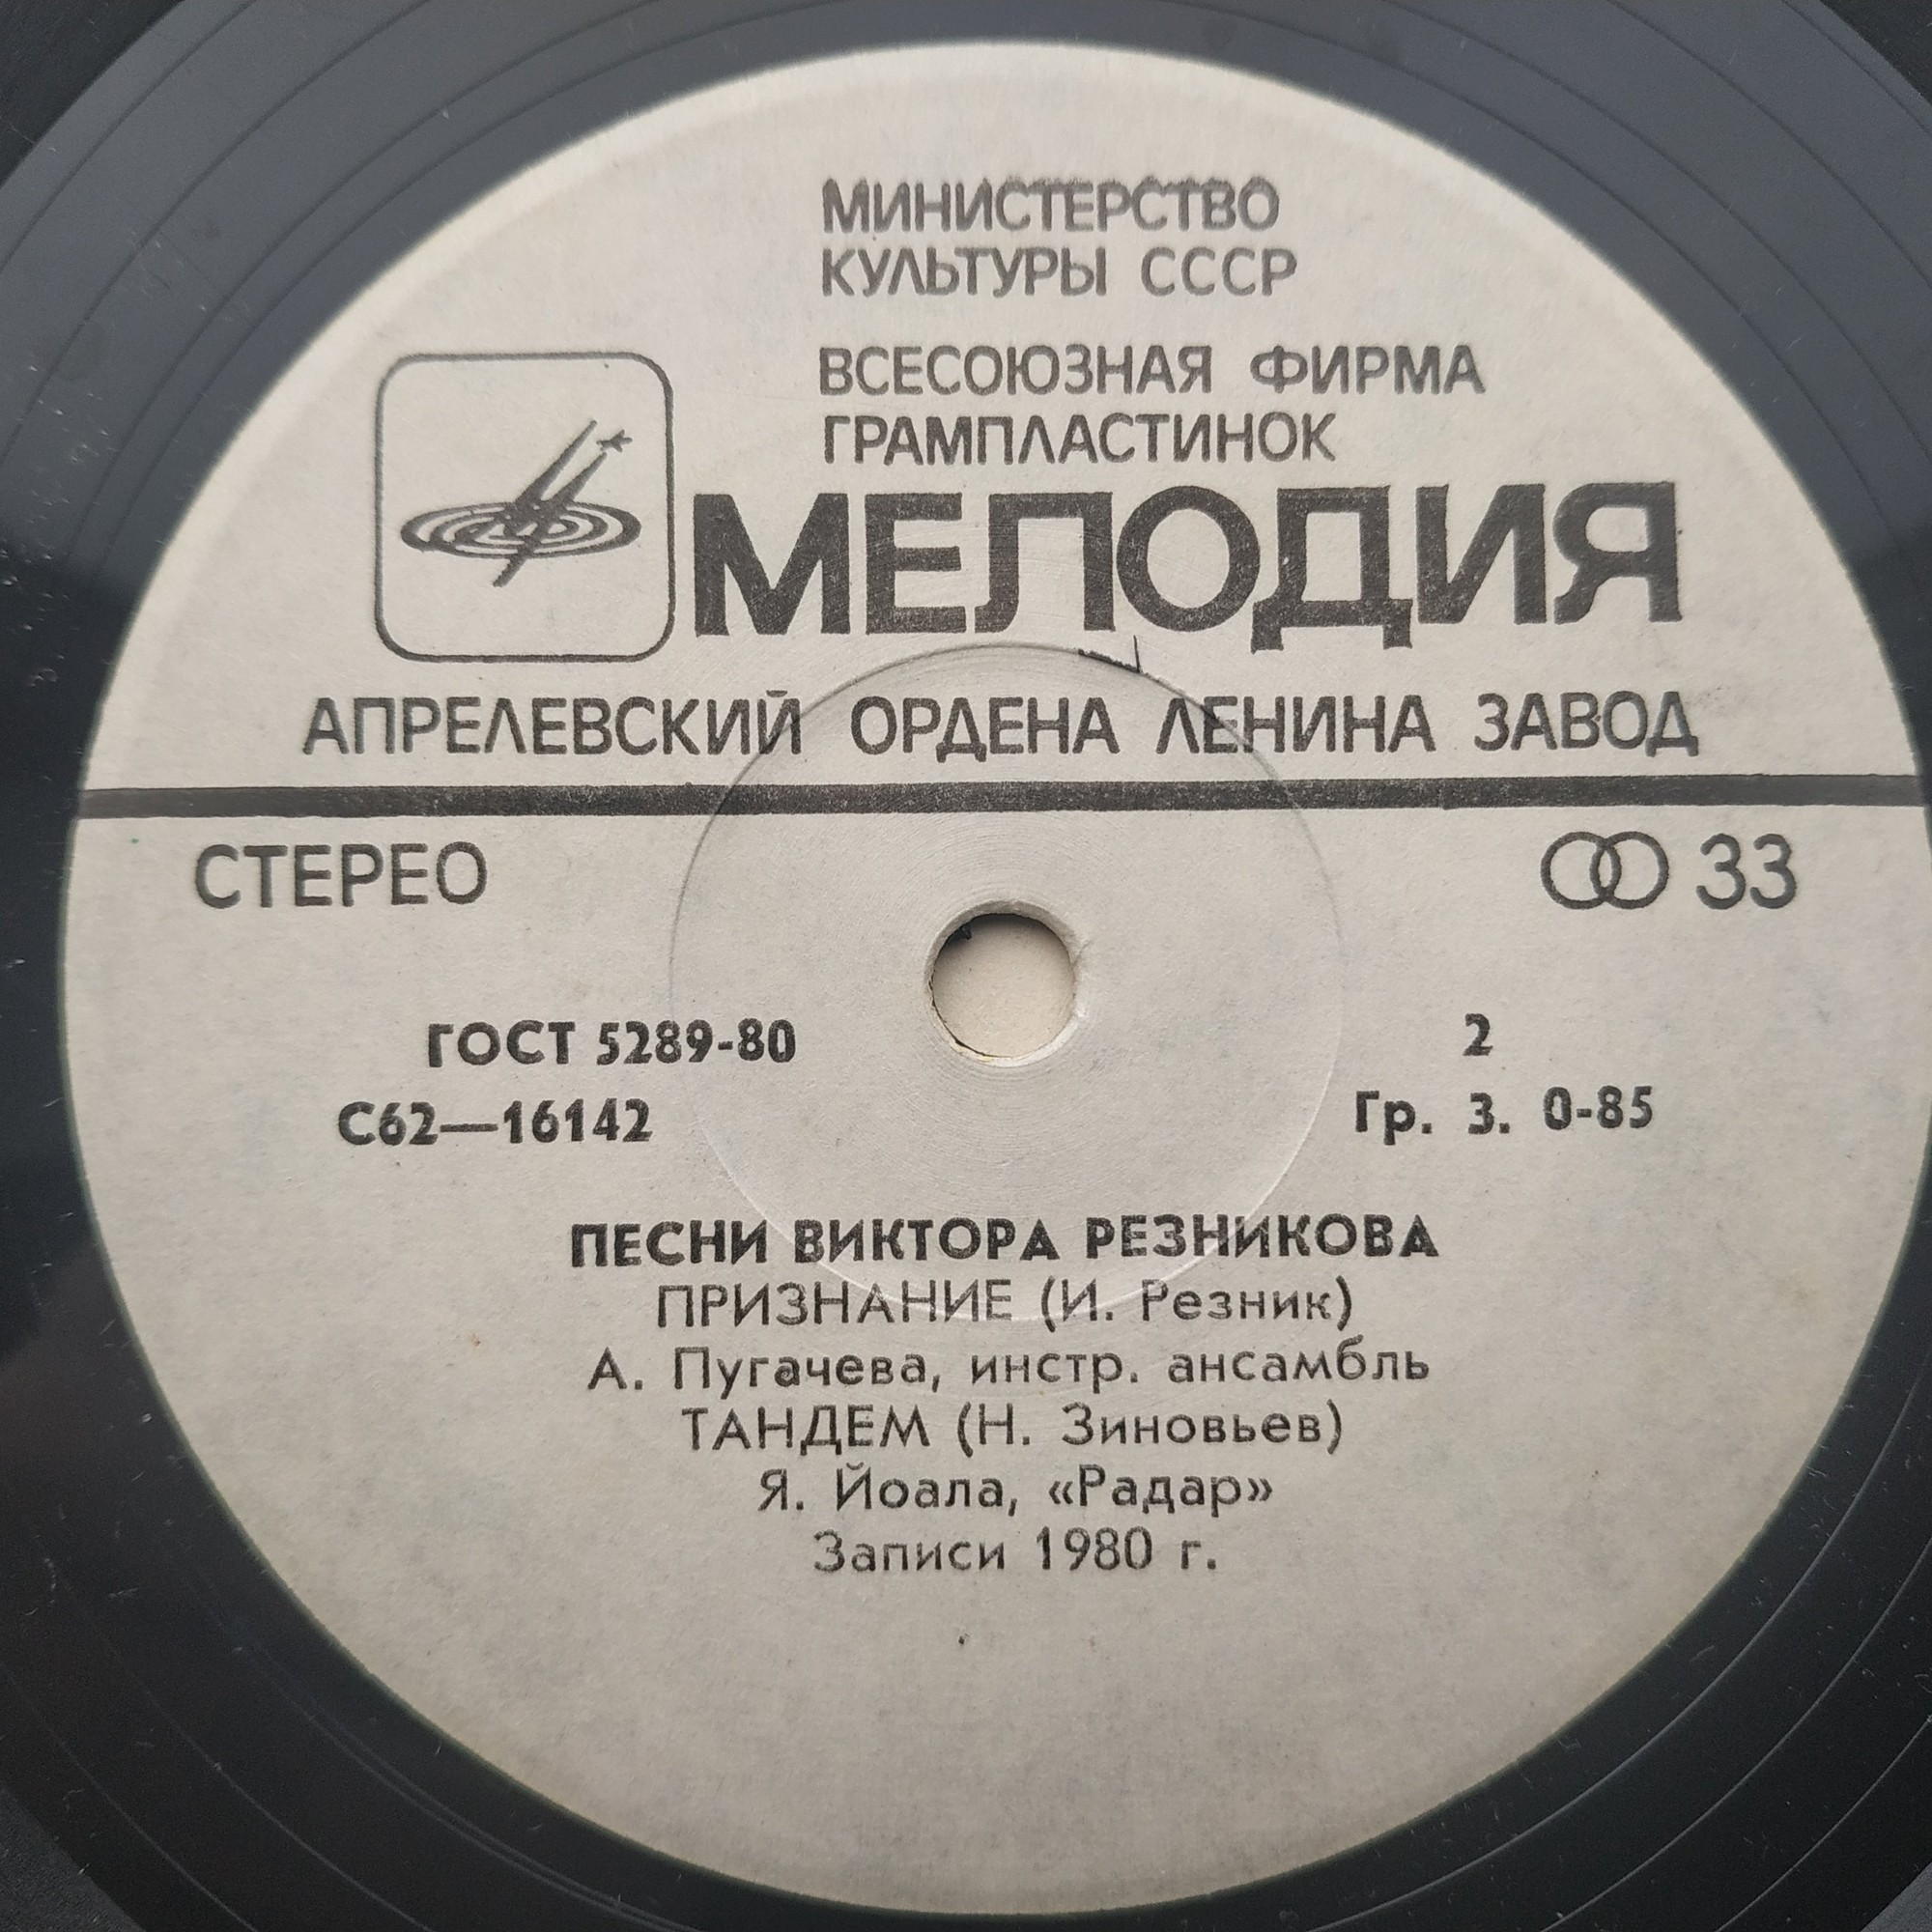 МИНИСТЕРСТВО
КУЛЬТУРЫ СССР
ВСЕСОЮЗНАЯ ФИРМА
ГРАМПЛАСТИНОК
МЕЛОДИЯ
АПРЕЛЕВСКИЙ ОРДЕНА ЛЕНИНА ЗАВОД
СТЕРЕО 33
ГОСТ 5289-80 2
С62—16142 Гр. 3. 0-85
ПЕСНИ ВИКТОРА РЕЗНИКОВА
ПРИЗНАНИЕ (И. Резник)
А. Пугачева, инстр. ансамбль
ТАНДЕМ (Н. Зиновьев)
Я. Йоала, «Радар»
Записи 1980 г.